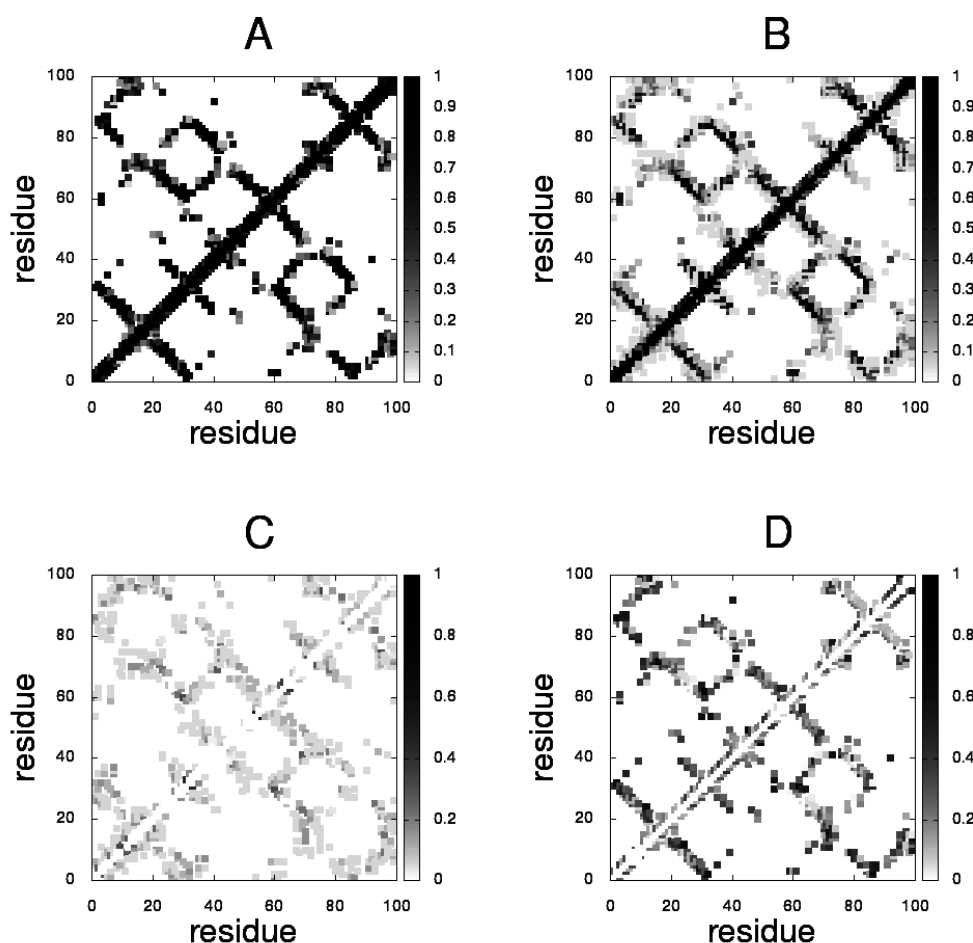 A B
100 1 100 1
0.9 0.9
80 0.8 80 0.8
0.7 0.7
60 0.6 60 0.6
0.5 0.5
40 0.4 40 0.4
0.3 0.3
20 0.2 20 0.2
0.1 0.1
0 0 0 0
0 20 40 60 80 100 0 20 40 60 80 100
residue residue
residue residue
C D
100 1 100 1
80 0.8 80 0.8
60 0.6 60 0.6
40 0.4 40 0.4
20 0.2 20 0.2
0 0 0 0
0 20 40 60 80 100 0 20 40 60 80 100
residue residue
residue residue